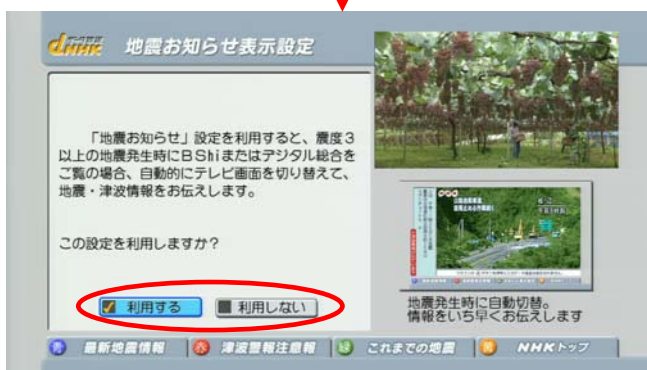 dNHK 地震お知らせ表示設定
「地震お知らせ」設定を利用すると、震度3
以上の地震発生時にBShiまたはデジタル総合を
ご覧の場合、自動的にテレビ画面を切り替えて、
地震・津波情報をお伝えします。
この設定を利用しますか?
利用する 利用しない
NHK
地震発生時に自動切替。
情報をいち早くお伝えします
青 最新地震情報 赤 津波警報注意報 緑 これまでの地震 黄 NHKトップ